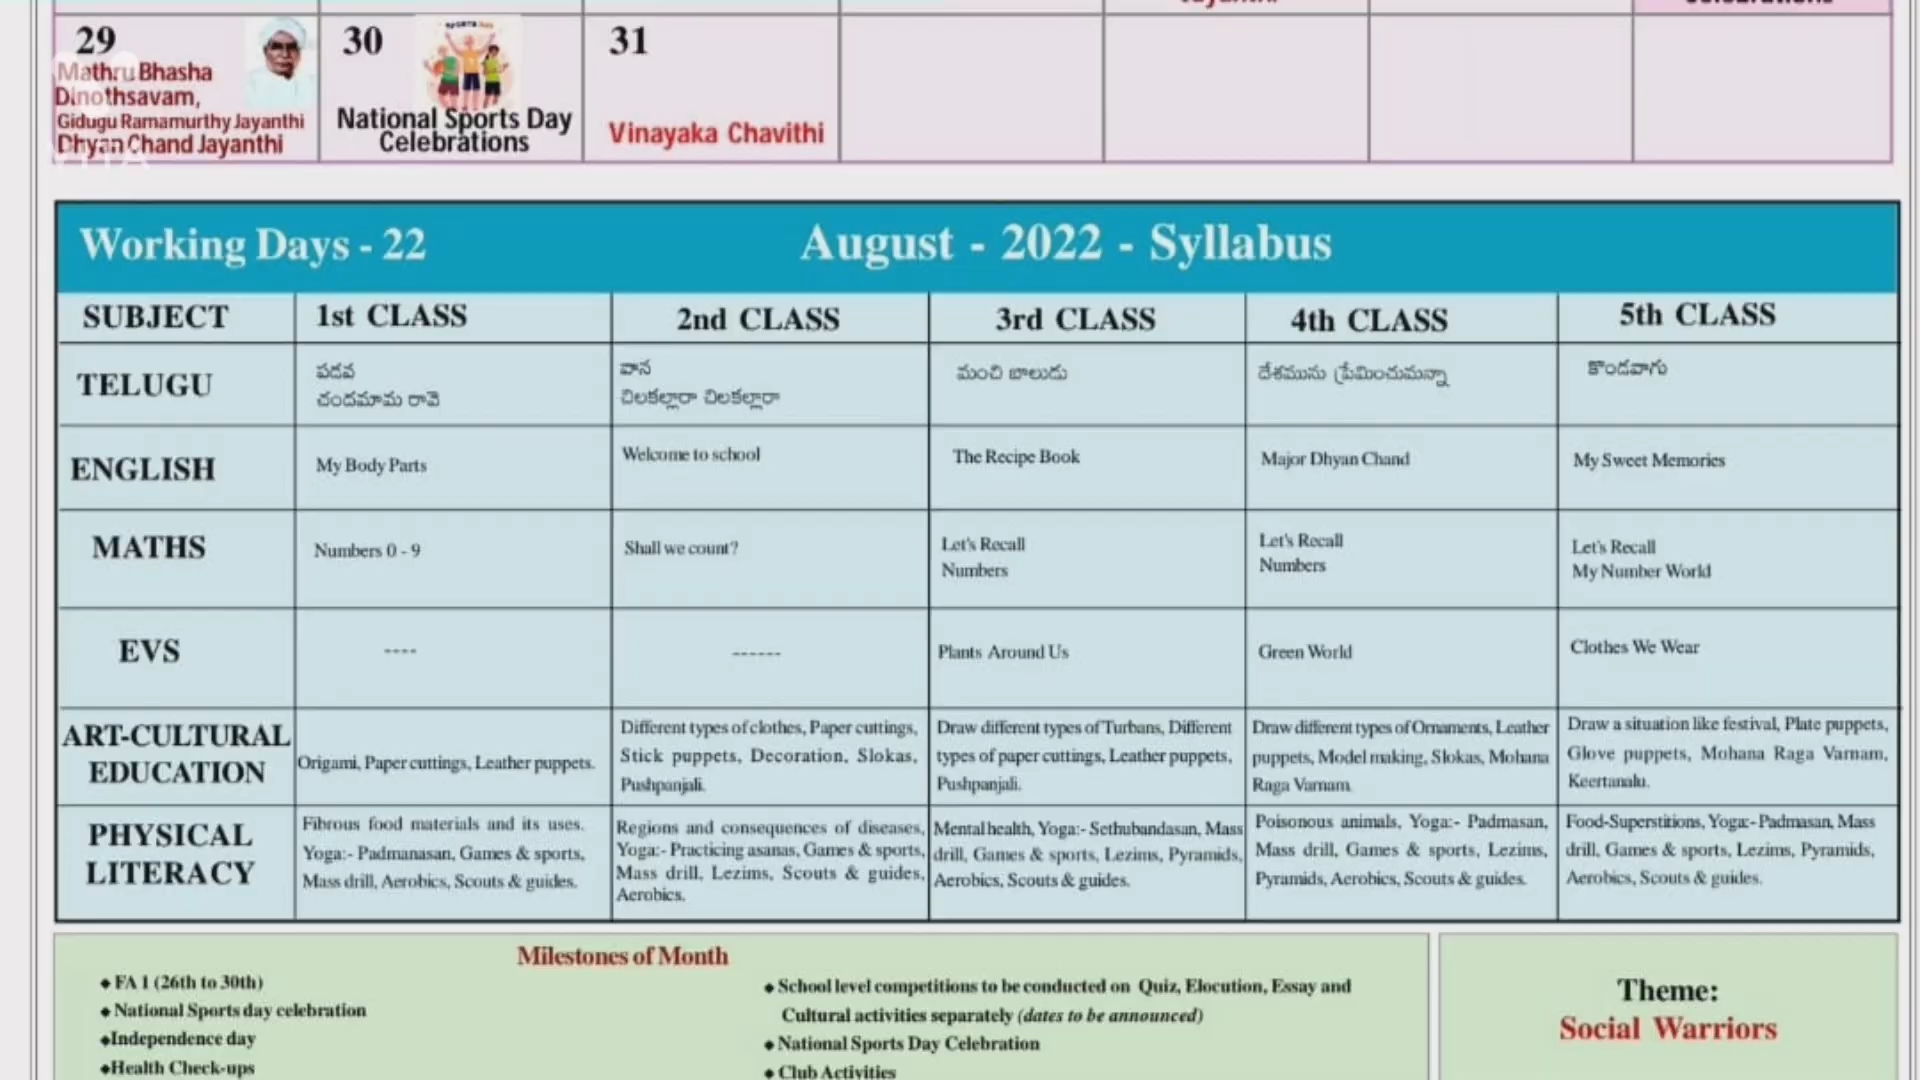 29
Mathru Bhasha
Dinothsavam,
Gidugu Ramamurthy Jayanthi
Dhyan Chand Jayanthi
30
SPORTS DAY
National Sports Day
Celebrations
31
Vinayaka Chavithi
Working Days - 22
August - 2022 - Syllabus
SUBJECT
1st CLASS
2nd CLASS
3rd CLASS
4th CLASS
5th CLASS
TELUGU
పడవ
చందమామ రావె
వాన
చిలకల్లారా చిలకల్లారా
మంచి బాలుడు
దేశమును ప్రేమించుమన్నా
కొండవాగు
ENGLISH
My Body Parts
Welcome to school
The Recipe Book
Major Dhyan Chand
My Sweet Memories
MATHS
Numbers 0 - 9
Shall we count?
Let's Recall
Numbers
Let's Recall
Numbers
Let's Recall
My Number World
EVS
----
------
Plants Around Us
Green World
Clothes We Wear
ART-CULTURAL
EDUCATION
Origami, Paper cuttings, Leather puppets.
Different types of clothes, Paper cuttings,
Stick puppets, Decoration, Slokas,
Pushpanjali.
Draw different types of Turbans, Different
types of paper cuttings, Leather puppets,
Pushpanjali.
Draw different types of Ornaments, Leather
puppets, Model making, Slokas, Mohana
Raga Varnam.
Draw a situation like festival, Plate puppets,
Glove puppets, Mohana Raga Varnam,
Keertanalu.
PHYSICAL
LITERACY
Fibrous food materials and its uses.
Yoga:- Padmanasan, Games & sports,
Mass drill, Aerobics, Scouts & guides.
Regions and consequences of diseases,
Yoga:- Practicing asanas, Games & sports,
Mass drill, Lezims, Scouts & guides,
Aerobics.
Mental health, Yoga:- Sethubandasan, Mass
drill, Games & sports, Lezims, Pyramids,
Aerobics, Scouts & guides.
Poisonous animals, Yoga:- Padmasan,
Mass drill, Games & sports, Lezims,
Pyramids, Aerobics, Scouts & guides.
Food-Superstitions, Yoga:- Padmasan, Mass
drill, Games & sports, Lezims, Pyramids,
Aerobics, Scouts & guides.
Milestones of Month
◆ FA 1 (26th to 30th)
◆ National Sports day celebration
◆Independence day
◆Health Check-ups
◆ School level competitions to be conducted on Quiz, Elocution, Essay and
Cultural activities separately (dates to be announced)
◆ National Sports Day Celebration
◆ Club Activities
Theme:
Social Warriors